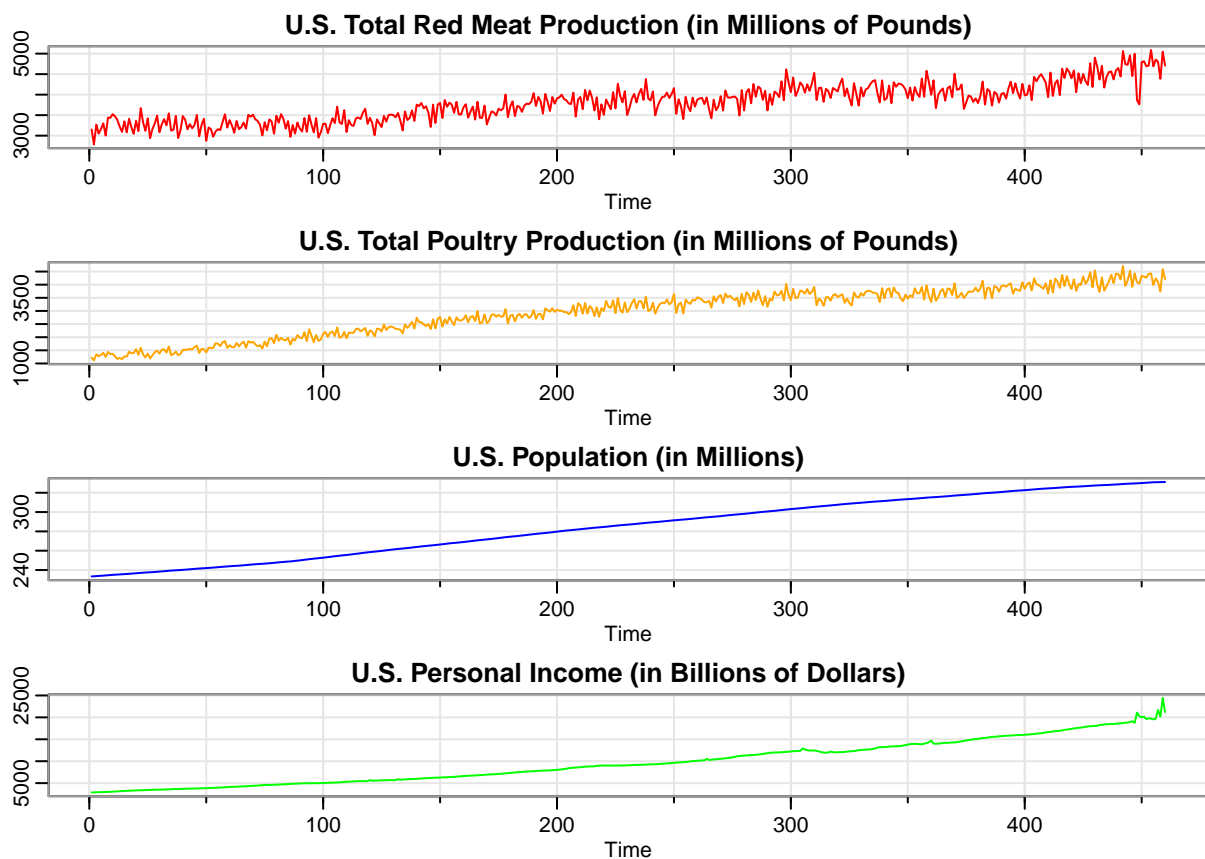 U.S. Total Red Meat Production (in Millions of Pounds)
5000
3000
0 100 200 300 400
Time
U.S. Total Poultry Production (in Millions of Pounds)
3500
1000
0 100 200 300 400
Time
U.S. Population (in Millions)
300
240
0 100 200 300 400
Time
U.S. Personal Income (in Billions of Dollars)
25000
5000
0 100 200 300 400
Time